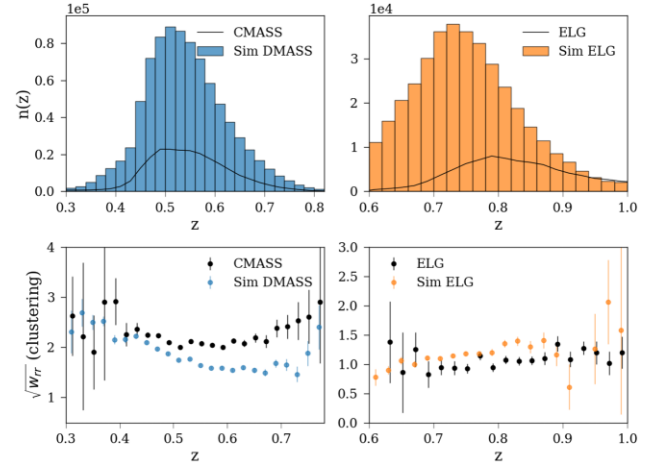 1e5
CMASS
Sim DMASS
n(z)
0.8
0.6
0.4
0.2
0.0
0.3 0.4 0.5 0.6 0.7 0.8
z
1e4
ELG
Sim ELG
3
2
1
0
0.6 0.7 0.8 0.9 1.0
z
CMASS
Sim DMASS
√w_rr (clustering)
4
3
2
1
0.3 0.4 0.5 0.6 0.7
z
ELG
Sim ELG
3.0
2.5
2.0
1.5
1.0
0.5
0.0
0.6 0.7 0.8 0.9 1.0
z